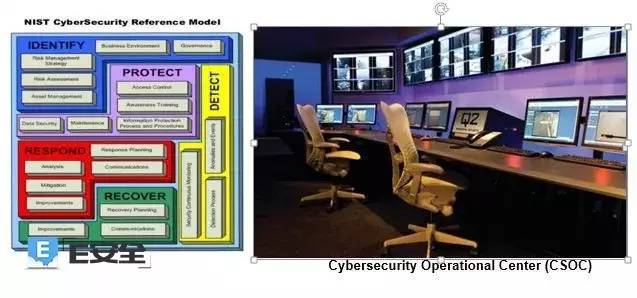 NIST CyberSecurity Reference Model
IDENTIFY
Business Environment
Governance
Risk Management
Strategy
Risk Assessment
Asset Management
PROTECT
Access Control
Awareness Training
Data Security
Maintenance
Information Protection
Process and Procedures
DETECT
Anomalies and Events
Security Continuous Monitoring
Detection Process
RESPOND
Response Planning
Analysis
Communications
Mitigation
Improvements
RECOVER
Recovery Planning
Improvements
Communications
E安全
Cybersecurity Operational Center (CSOC)